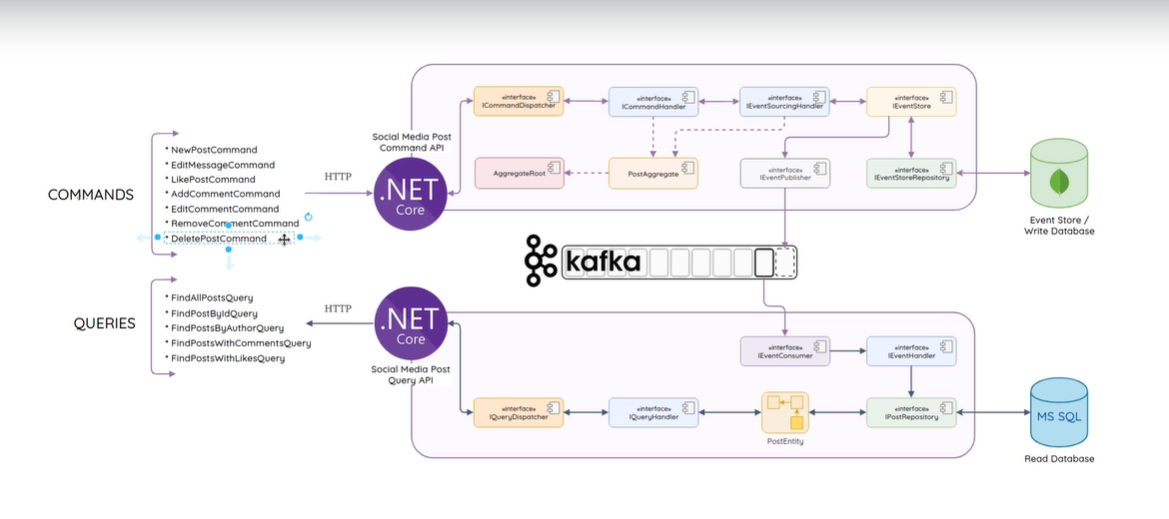 Social Media Post
Command API
«interface»
ICommandDispatcher
«interface»
ICommandHandler
«interface»
IEventSourcingHandler
«interface»
IEventStore
AggregateRoot
PostAggregate
«interface»
IEventPublisher
«interface»
IEventStoreRepository
.NET
Core
COMMANDS
* NewPostCommand
* EditMessageCommand
* LikePostCommand
* AddCommentCommand
* EditCommentCommand
* RemoveCommentCommand
* DeletePostCommand
HTTP
Event Store /
Write Database
kafka
QUERIES
* FindAllPostsQuery
* FindPostByIdQuery
* FindPostsByAuthorQuery
* FindPostsWithCommentsQuery
* FindPostsWithLikesQuery
HTTP
.NET
Core
Social Media Post
Query API
«interface»
IEventConsumer
«interface»
IEventHandler
«interface»
IQueryDispatcher
«interface»
IQueryHandler
PostEntity
«interface»
IPostRepository
MS SQL
Read Database